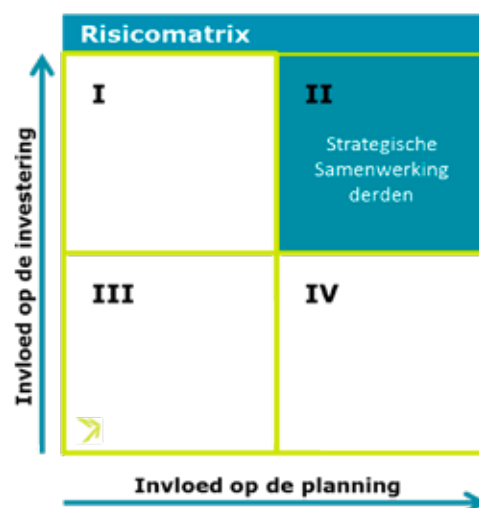 Risicomatrix
I
II
Strategische
Samenwerking
derden
III
IV
Invloed op de investering
Invloed op de planning